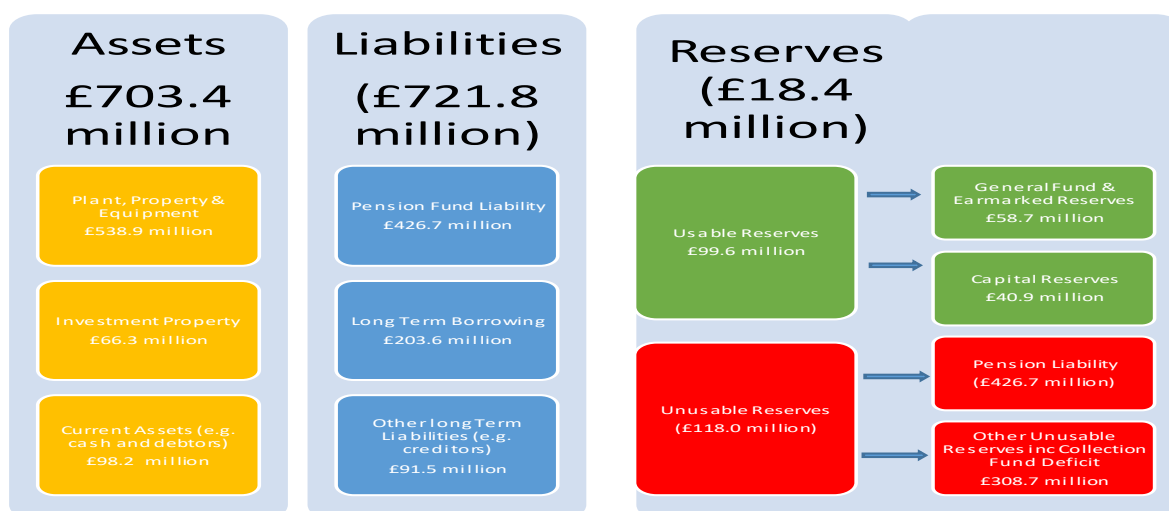 Assets
£703.4
million
Plant, Property &
Equipment
£538.9 million
Investment Property
£66.3 million
Current Assets (e.g.
cash and debtors)
£98.2 million
Liabilities
(£721.8
million)
Pension Fund Liability
£426.7 million
Long Term Borrowing
£203.6 million
Other long Term
Liabilities (e.g.
creditors)
£91.5 million
Reserves
(£18.4
million)
Usable Reserves
£99.6 million
General Fund &
Earmarked Reserves
£58.7 million
Capital Reserves
£40.9 million
Unusable Reserves
(£118.0 million)
Pension Liability
(£426.7 million)
Other Unusable
Reserves inc Collection
Fund Deficit
£308.7 million